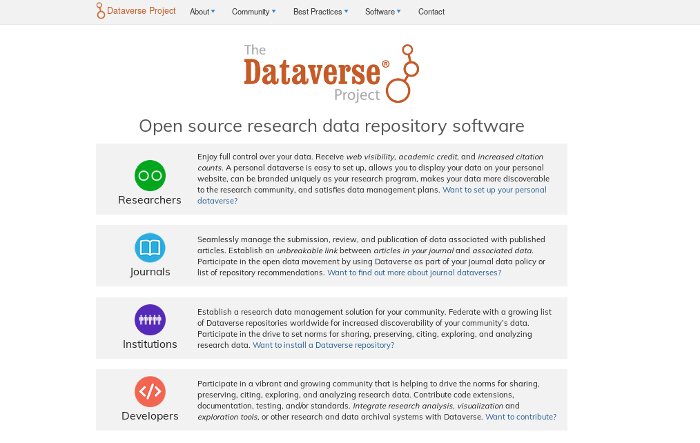 Dataverse Project About Community Best Practices Software Contact
The
Dataverse®
Project
Open source research data repository software
Enjoy full control over your data. Receive web visibility, academic credit, and increased citation
counts. A personal dataverse is easy to set up, allows you to display your data on your personal
website, can be branded uniquely as your research program, makes your data more discoverable
to the research community, and satisfies data management plans. Want to set up your personal
dataverse?
Researchers
Seamlessly manage the submission, review, and publication of data associated with published
articles. Establish an unbreakable link between articles in your journal and associated data.
Participate in the open data movement by using Dataverse as part of your journal data policy or
list of repository recommendations. Want to find out more about journal dataverses?
Journals
Establish a research data management solution for your community. Federate with a growing list
of Dataverse repositories worldwide for increased discoverability of your community's data.
Participate in the drive to set norms for sharing, preserving, citing, exploring, and analyzing
research data. Want to install a Dataverse repository?
Institutions
Participate in a vibrant and growing community that is helping to drive the norms for sharing,
preserving, citing, exploring, and analyzing research data. Contribute code extensions,
documentation, testing, and/or standards. Integrate research analysis, visualization and
exploration tools, or other research and data archival systems with Dataverse. Want to contribute?
Developers